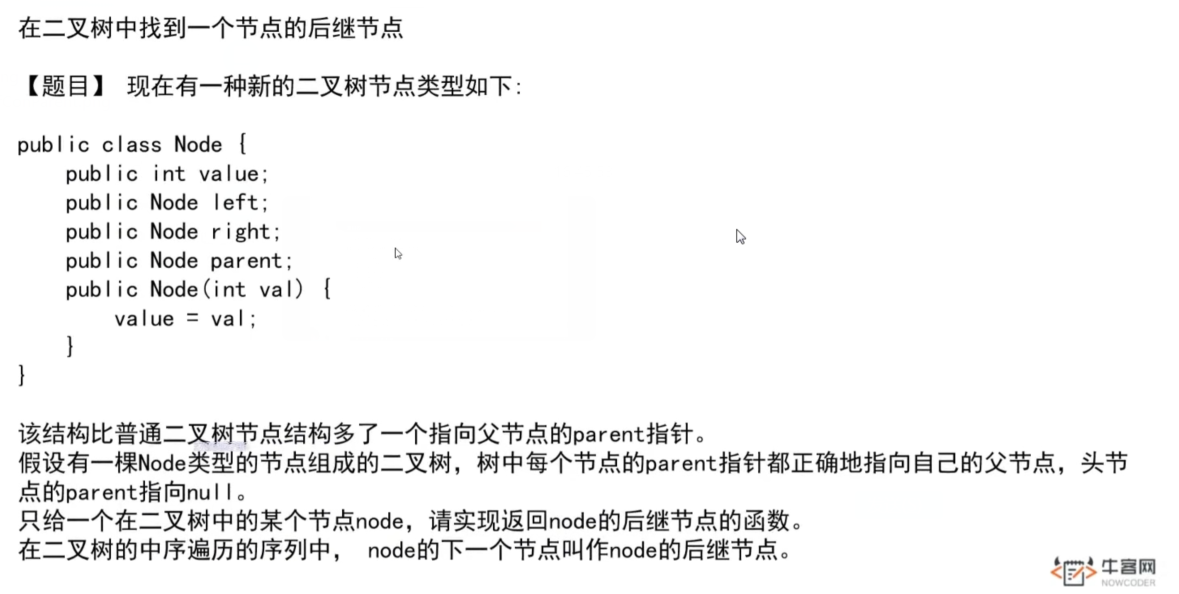 在二叉树中找到一个节点的后继节点
【题目】 现在有一种新的二叉树节点类型如下:
public class Node {
    public int value;
    public Node left;
    public Node right;
    public Node parent;
    public Node(int val) {
        value = val;
    }
}
该结构比普通二叉树节点结构多了一个指向父节点的parent指针。
假设有一棵Node类型的节点组成的二叉树，树中每个节点的parent指针都正确地指向自己的父节点，头节
点的parent指向null。
只给一个在二叉树中的某个节点node，请实现返回node的后继节点的函数。
在二叉树的中序遍历的序列中， node的下一个节点叫作node的后继节点。
牛客网
NOWCODER